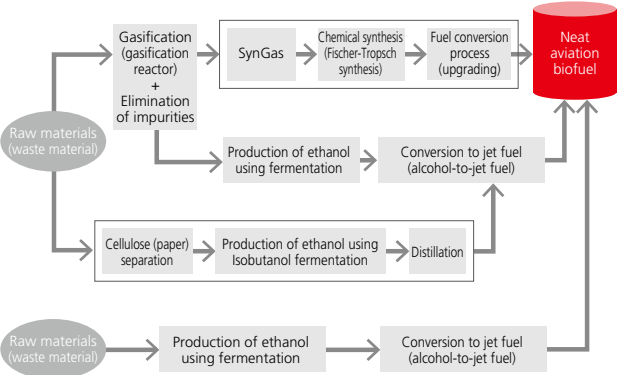 Gasification
(gasification
reactor)
+
Elimination
of impurities
SynGas
Chemical synthesis
(Fischer-Tropsch
synthesis)
Fuel conversion
process
(upgrading)
Neat
aviation
biofuel
Raw materials
(waste material)
Production of ethanol
using fermentation
Conversion to jet fuel
(alcohol-to-jet fuel)
Cellulose (paper)
separation
Production of ethanol using
Isobutanol fermentation
Distillation
Raw materials
(waste material)
Production of ethanol
using fermentation
Conversion to jet fuel
(alcohol-to-jet fuel)